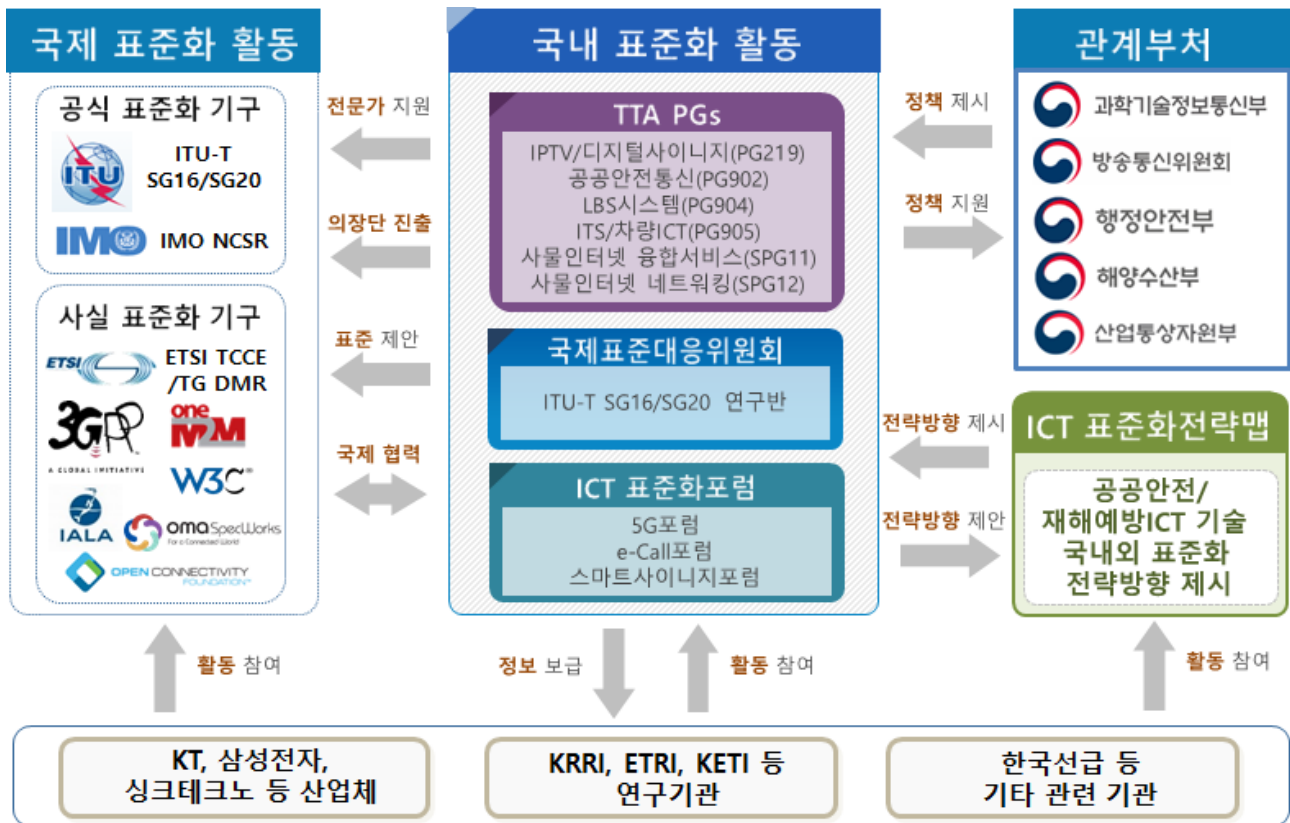 국제 표준화 활동
공식 표준화 기구
ITU
ITU-T
SG16/SG20
IMO
IMO NCSR
사실 표준화 기구
ETSI
ETSI TCCE
/TG DMR
3GPP
A GLOBAL INITIATIVE
one
M2M
W3C
IALA
oma SpecWorks
For a Connected World
OPEN CONNECTIVITY
FOUNDATION
전문가 지원
의장단 진출
표준 제안
국제 협력
국내 표준화 활동
TTA PGs
IPTV/디지털사이니지(PG219)
공공안전통신(PG902)
LBS시스템(PG904)
ITS/차량ICT(PG905)
사물인터넷 융합서비스(SPG11)
사물인터넷 네트워킹(SPG12)
국제표준대응위원회
ITU-T SG16/SG20 연구반
ICT 표준화포럼
5G포럼
e-Call포럼
스마트사이니지포럼
정책 제시
정책 지원
전략방향 제시
전략방향 제안
관계부처
과학기술정보통신부
방송통신위원회
행정안전부
해양수산부
산업통상자원부
ICT 표준화전략맵
공공안전/
재해예방ICT 기술
국내외 표준화
전략방향 제시
활동 참여
정보 보급
활동 참여
활동 참여
KT, 삼성전자,
싱크테크노 등 산업체
KRRI, ETRI, KETI 등
연구기관
한국선급 등
기타 관련 기관